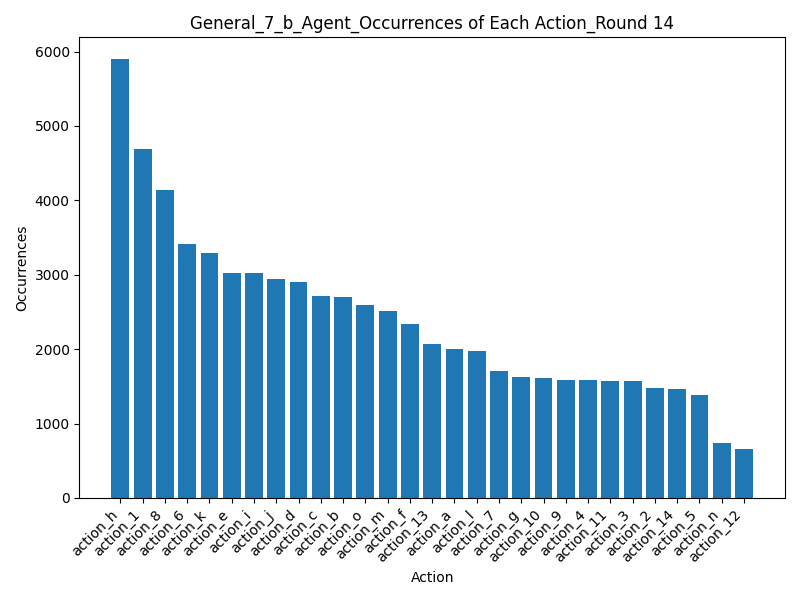 General_7_b_Agent_Occurrences of Each Action_Round 14
Occurrences
6000
5000
4000
3000
2000
1000
0
action_h
action_1
action_8
action_6
action_k
action_e
action_i
action_j
action_d
action_c
action_b
action_o
action_m
action_f
action_13
action_a
action_l
action_7
action_g
action_10
action_9
action_4
action_11
action_3
action_2
action_14
action_5
action_n
action_12
Action